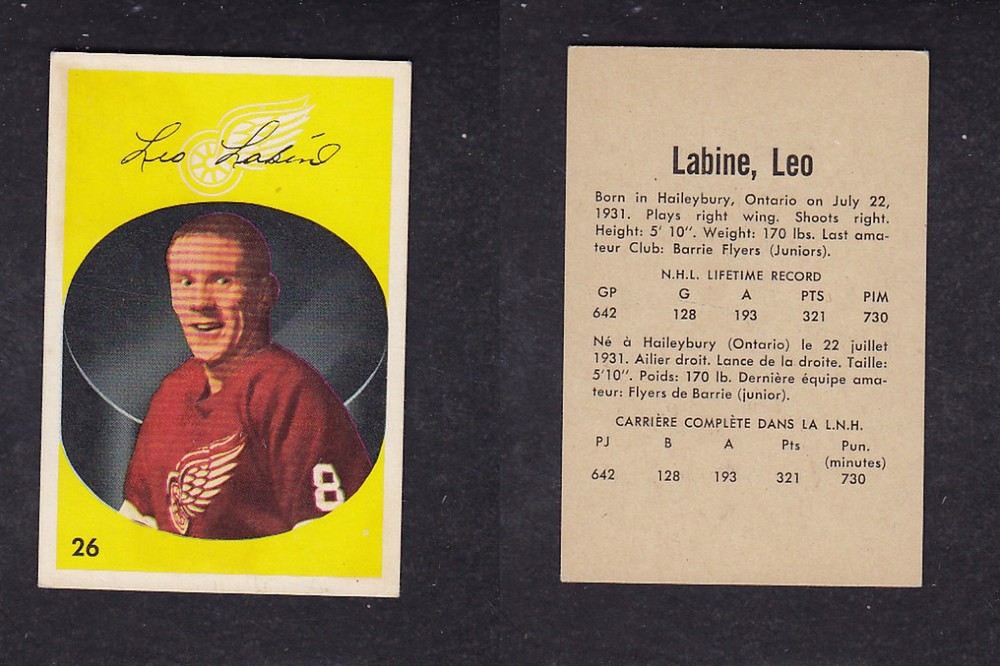 Leo Labine
8
26
Labine, Leo
Born in Haileybury, Ontario on July 22,
1931. Plays right wing. Shoots right.
Height: 5' 10". Weight: 170 lbs. Last ama-
teur Club: Barrie Flyers (Juniors).
N.H.L. LIFETIME RECORD
GP G A PTS PIM
642 128 193 321 730
Né à Haileybury (Ontario) le 22 juillet
1931. Ailier droit. Lance de la droite. Taille:
5'10". Poids: 170 lb. Dernière équipe ama-
teur: Flyers de Barrie (junior).
CARRIÈRE COMPLÈTE DANS LA L.N.H.
PJ B A Pts Pun.
(minutes)
642 128 193 321 730